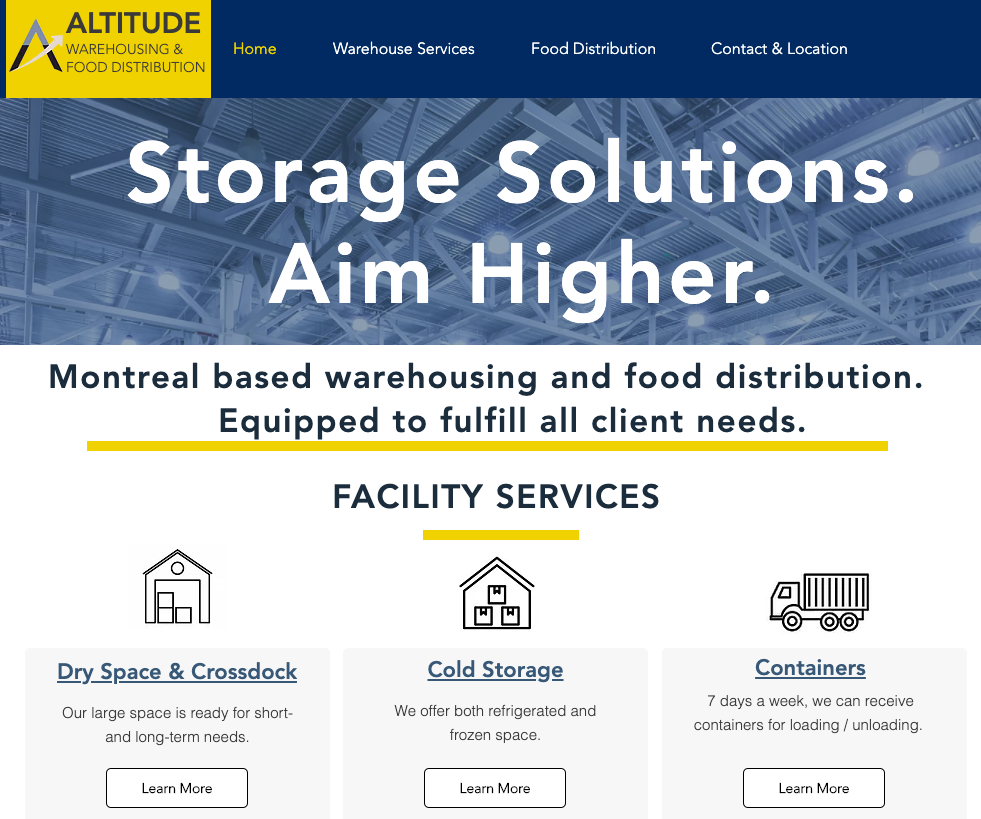 ALTITUDE
WAREHOUSING &
FOOD DISTRIBUTION
Home
Warehouse Services
Food Distribution
Contact & Location
Storage Solutions.
Aim Higher.
Montreal based warehousing and food distribution.
Equipped to fulfill all client needs.
FACILITY SERVICES
Dry Space & Crossdock
Our large space is ready for short-
and long-term needs.
Learn More
Cold Storage
We offer both refrigerated and
frozen space.
Learn More
Containers
7 days a week, we can receive
containers for loading / unloading.
Learn More